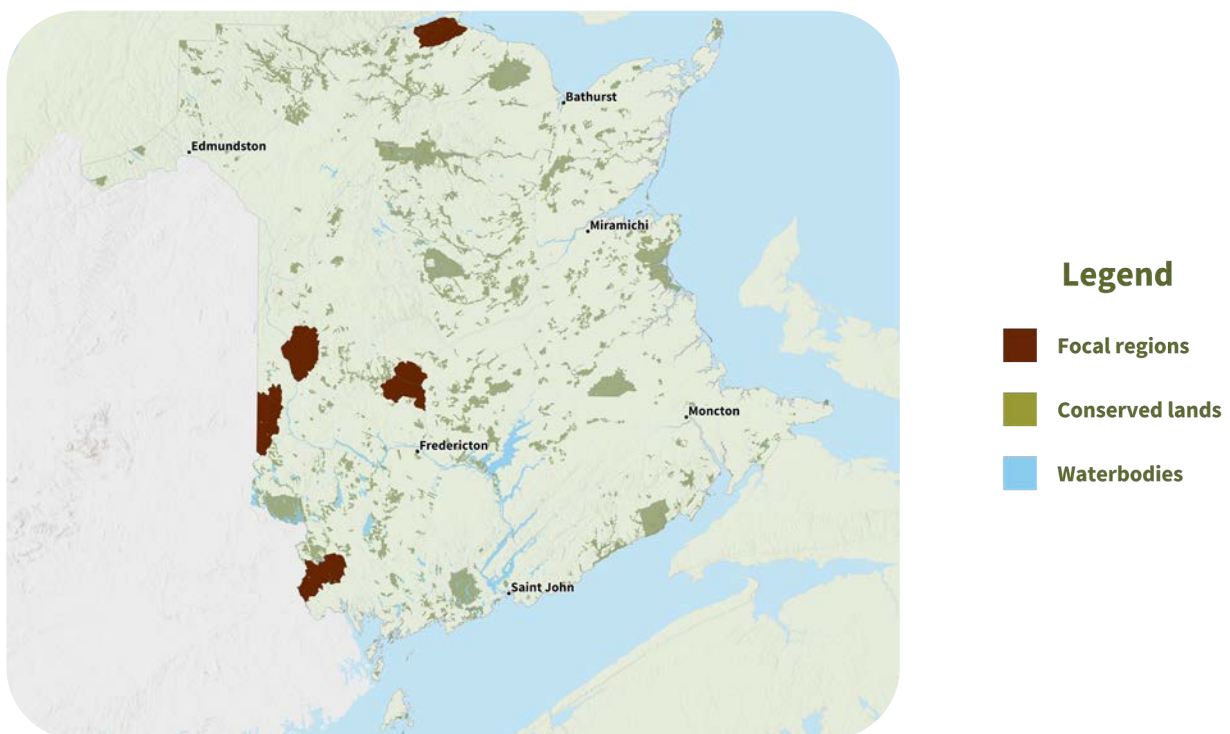 Bathurst
Edmundston
Miramichi
Moncton
Fredericton
Saint John
Legend
Focal regions
Conserved lands
Waterbodies